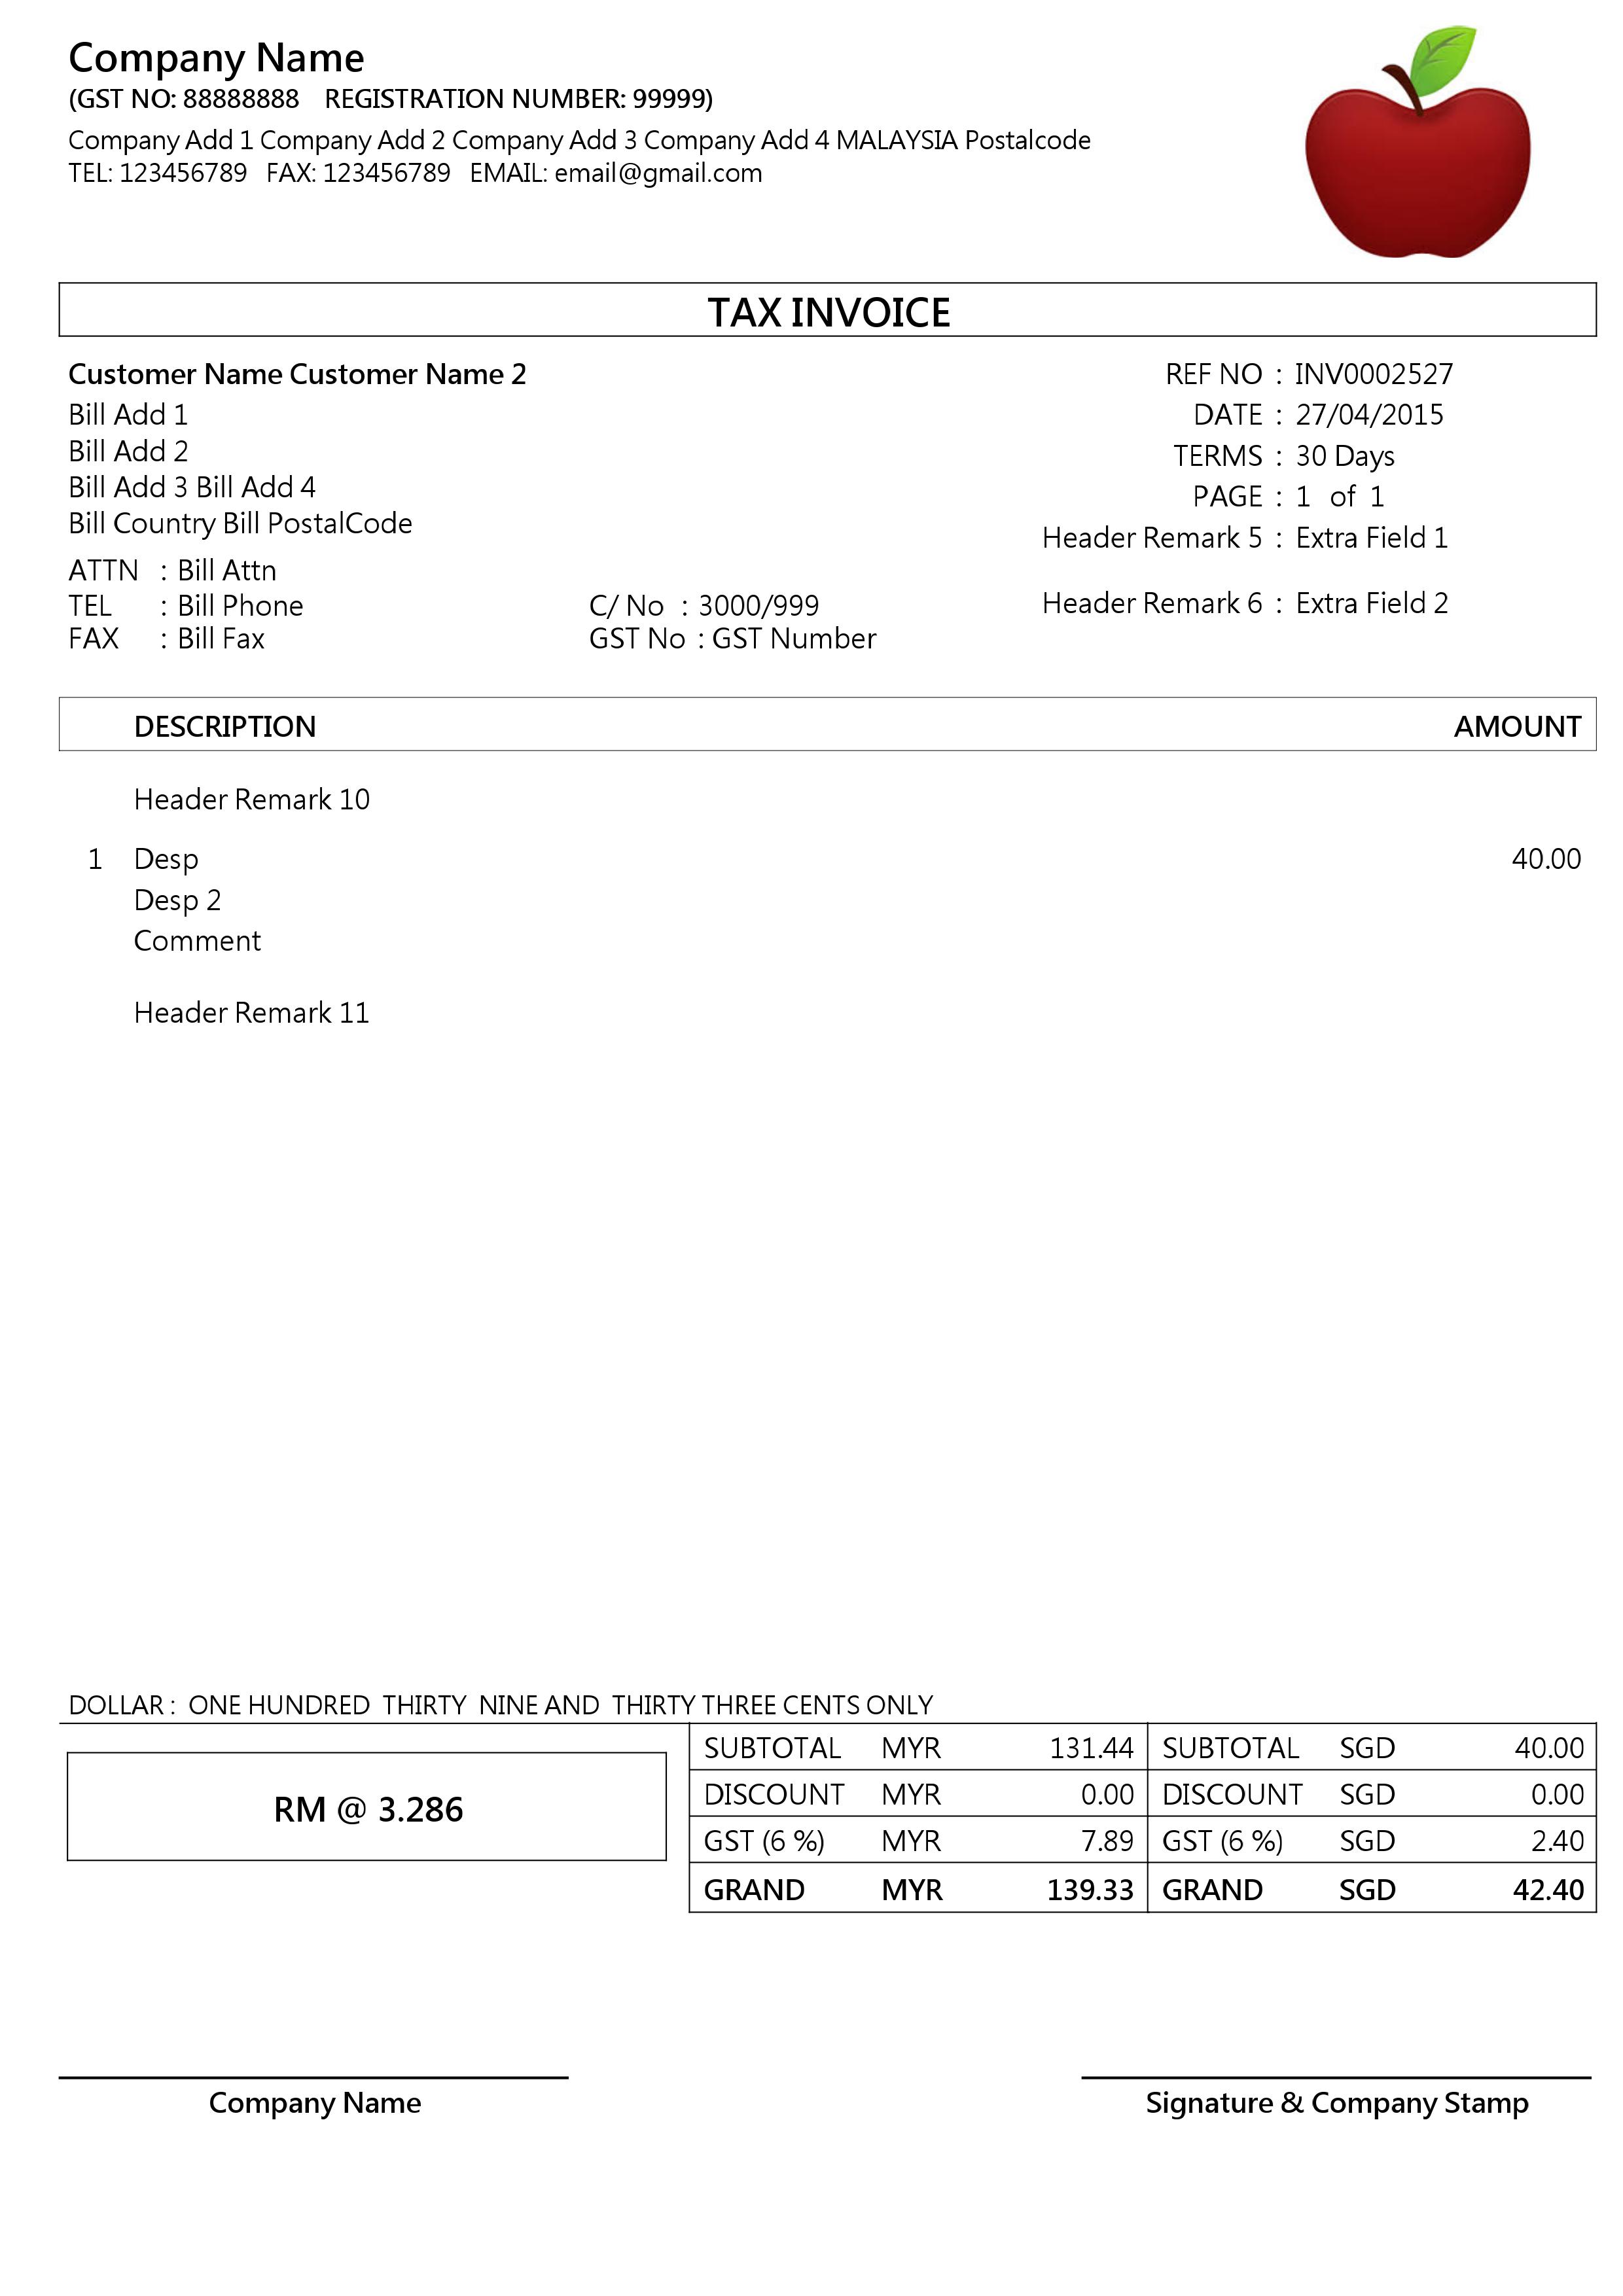 Company Name
(GST NO: 88888888 REGISTRATION NUMBER: 99999)
Company Add 1 Company Add 2 Company Add 3 Company Add 4 MALAYSIA Postalcode
TEL: 123456789 FAX: 123456789 EMAIL: email@gmail.com
TAX INVOICE
Customer Name Customer Name 2
Bill Add 1
Bill Add 2
Bill Add 3 Bill Add 4
Bill Country Bill PostalCode
ATTN : Bill Attn
TEL : Bill Phone C/ No : 3000/999
FAX : Bill Fax GST No : GST Number
REF NO : INV0002527
DATE : 27/04/2015
TERMS : 30 Days
PAGE : 1 of 1
Header Remark 5 : Extra Field 1
Header Remark 6 : Extra Field 2
DESCRIPTION AMOUNT
Header Remark 10
1 Desp 40.00
Desp 2
Comment
Header Remark 11
DOLLAR : ONE HUNDRED THIRTY NINE AND THIRTY THREE CENTS ONLY
RM @ 3.286
SUBTOTAL MYR 131.44 SUBTOTAL SGD 40.00
DISCOUNT MYR 0.00 DISCOUNT SGD 0.00
GST (6 %) MYR 7.89 GST (6 %) SGD 2.40
GRAND MYR 139.33 GRAND SGD 42.40
Company Name Signature & Company Stamp